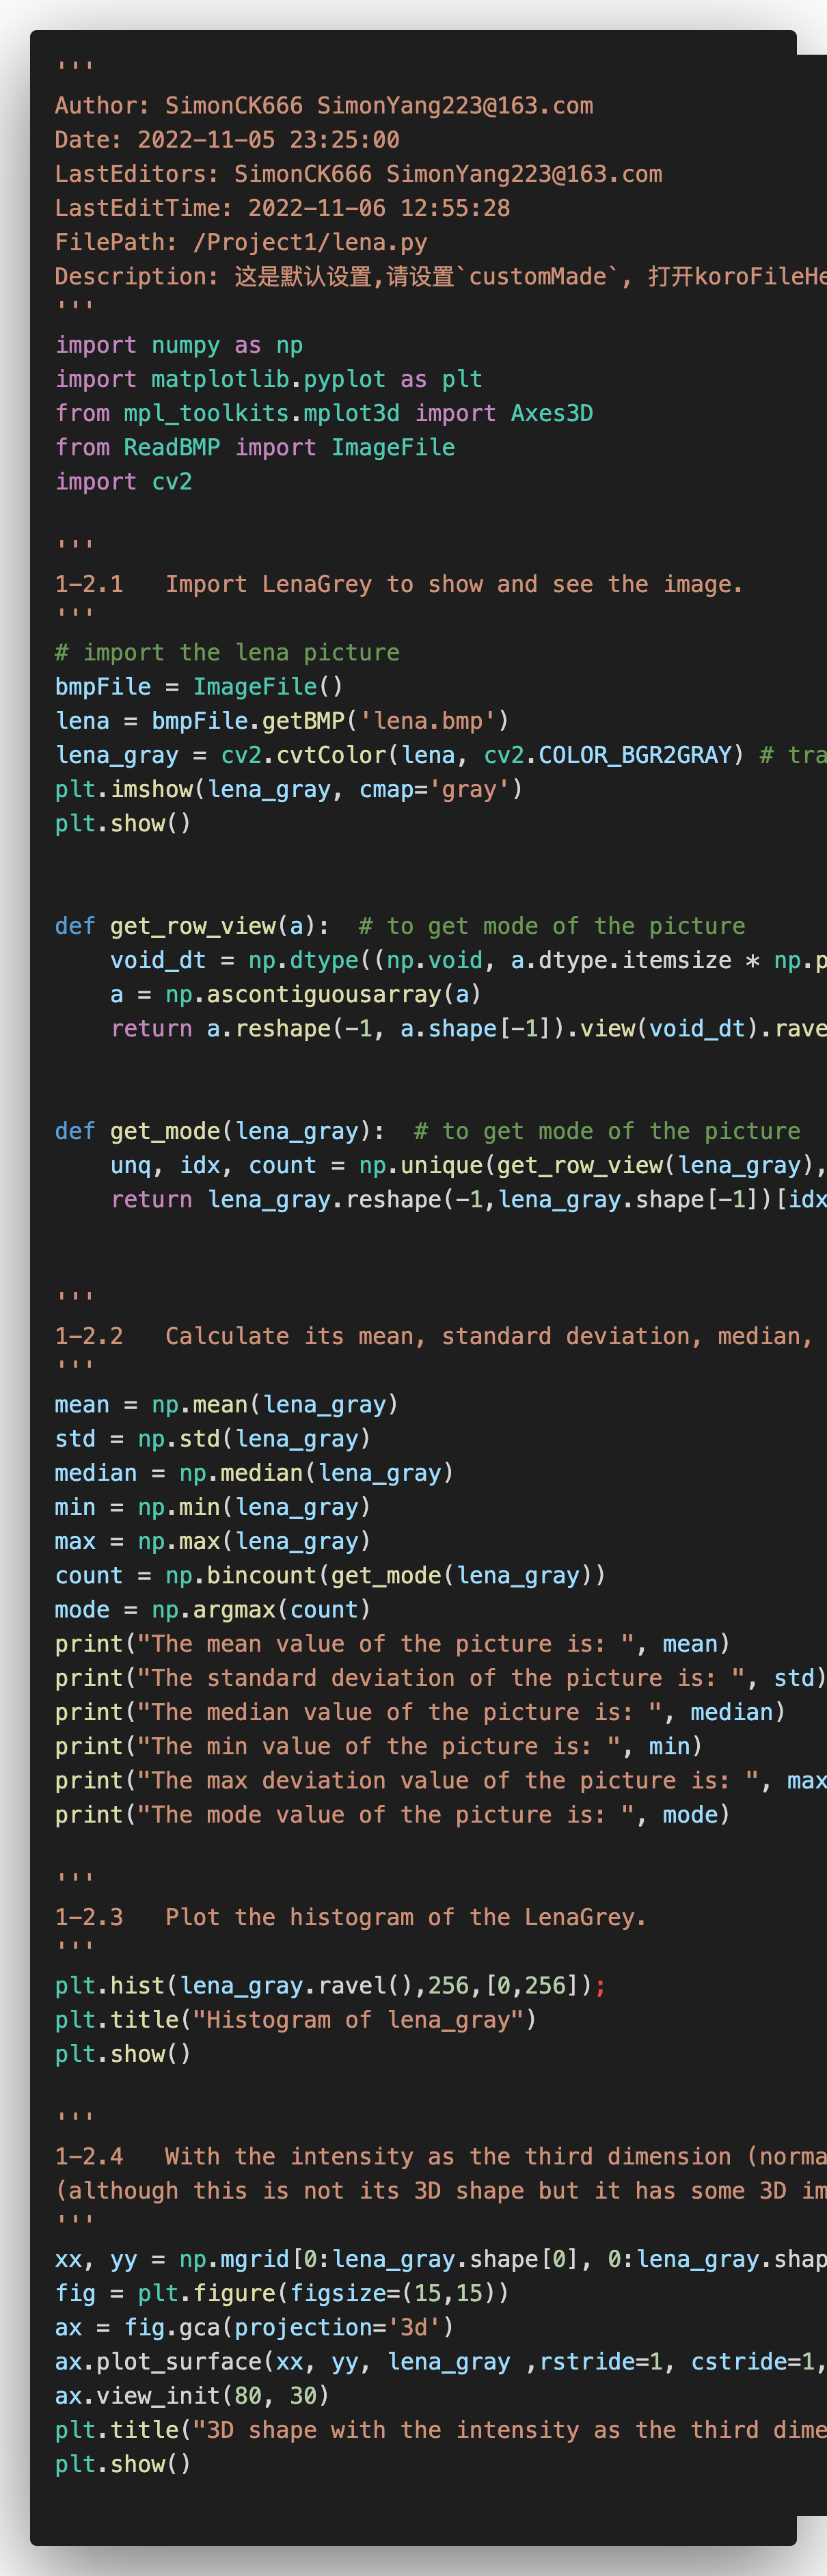 '''
Author: SimonCK666 SimonYang223@163.com
Date: 2022-11-05 23:25:00
LastEditors: SimonCK666 SimonYang223@163.com
LastEditTime: 2022-11-06 12:55:28
FilePath: /Project1/lena.py
Description: 这是默认设置,请设置`customMade`, 打开koroFileHe
'''
import numpy as np
import matplotlib.pyplot as plt
from mpl_toolkits.mplot3d import Axes3D
from ReadBMP import ImageFile
import cv2
'''
1-2.1   Import LenaGrey to show and see the image.
'''
# import the lena picture
bmpFile = ImageFile()
lena = bmpFile.getBMP('lena.bmp')
lena_gray = cv2.cvtColor(lena, cv2.COLOR_BGR2GRAY) # tra
plt.imshow(lena_gray, cmap='gray')
plt.show()
def get_row_view(a):  # to get mode of the picture
    void_dt = np.dtype((np.void, a.dtype.itemsize * np.p
    a = np.ascontiguousarray(a)
    return a.reshape(-1, a.shape[-1]).view(void_dt).rave
def get_mode(lena_gray):  # to get mode of the picture
    unq, idx, count = np.unique(get_row_view(lena_gray),
    return lena_gray.reshape(-1,lena_gray.shape[-1])[idx
'''
1-2.2   Calculate its mean, standard deviation, median,
'''
mean = np.mean(lena_gray)
std = np.std(lena_gray)
median = np.median(lena_gray)
min = np.min(lena_gray)
max = np.max(lena_gray)
count = np.bincount(get_mode(lena_gray))
mode = np.argmax(count)
print("The mean value of the picture is: ", mean)
print("The standard deviation of the picture is: ", std)
print("The median value of the picture is: ", median)
print("The min value of the picture is: ", min)
print("The max deviation value of the picture is: ", max
print("The mode value of the picture is: ", mode)
'''
1-2.3   Plot the histogram of the LenaGrey.
'''
plt.hist(lena_gray.ravel(),256,[0,256]);
plt.title("Histogram of lena_gray")
plt.show()
'''
1-2.4   With the intensity as the third dimension (norma
(although this is not its 3D shape but it has some 3D im
'''
xx, yy = np.mgrid[0:lena_gray.shape[0], 0:lena_gray.shap
fig = plt.figure(figsize=(15,15))
ax = fig.gca(projection='3d')
ax.plot_surface(xx, yy, lena_gray ,rstride=1, cstride=1,
ax.view_init(80, 30)
plt.title("3D shape with the intensity as the third dime
plt.show()